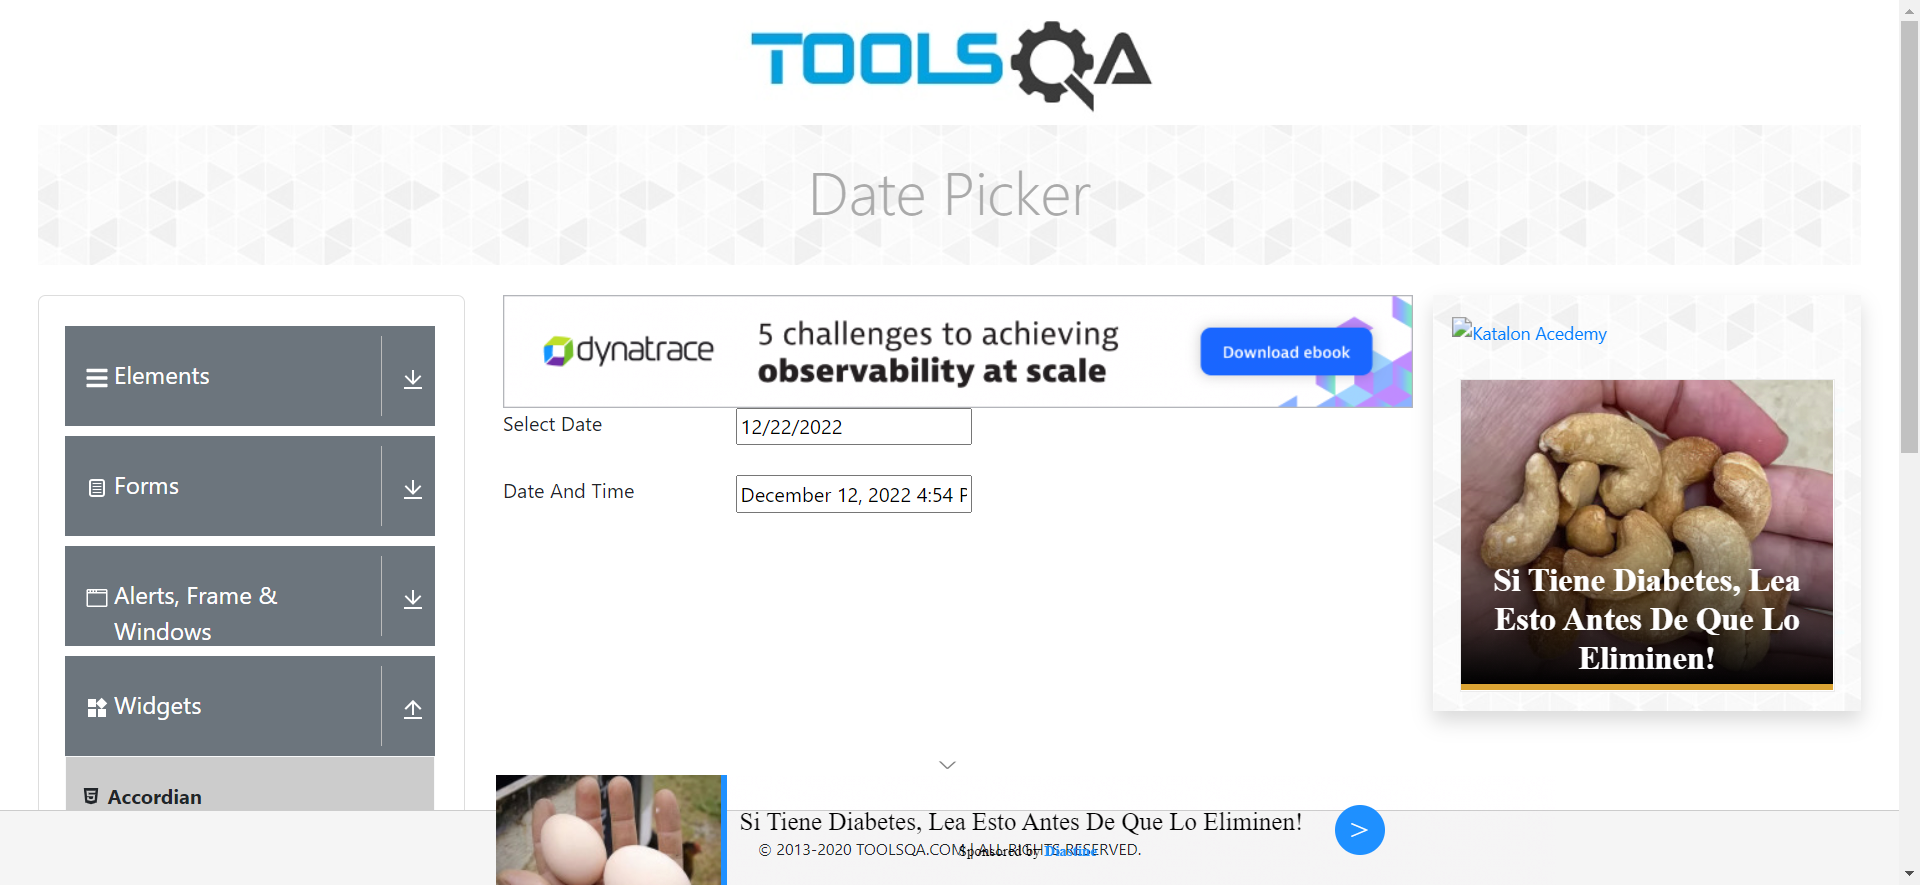 TOOLSQA
Date Picker
Elements
Forms
Alerts, Frame &
Windows
Widgets
Accordian
dynatrace
5 challenges to achieving
observability at scale
Download ebook
Select Date
12/22/2022
Date And Time
December 12, 2022 4:54 P
Katalon Acedemy
Si Tiene Diabetes, Lea
Esto Antes De Que Lo
Eliminen!
Si Tiene Diabetes, Lea Esto Antes De Que Lo Eliminen!
© 2013-2020 TOOLSQA.COM | ALL RIGHTS RESERVED.
Sponsored by